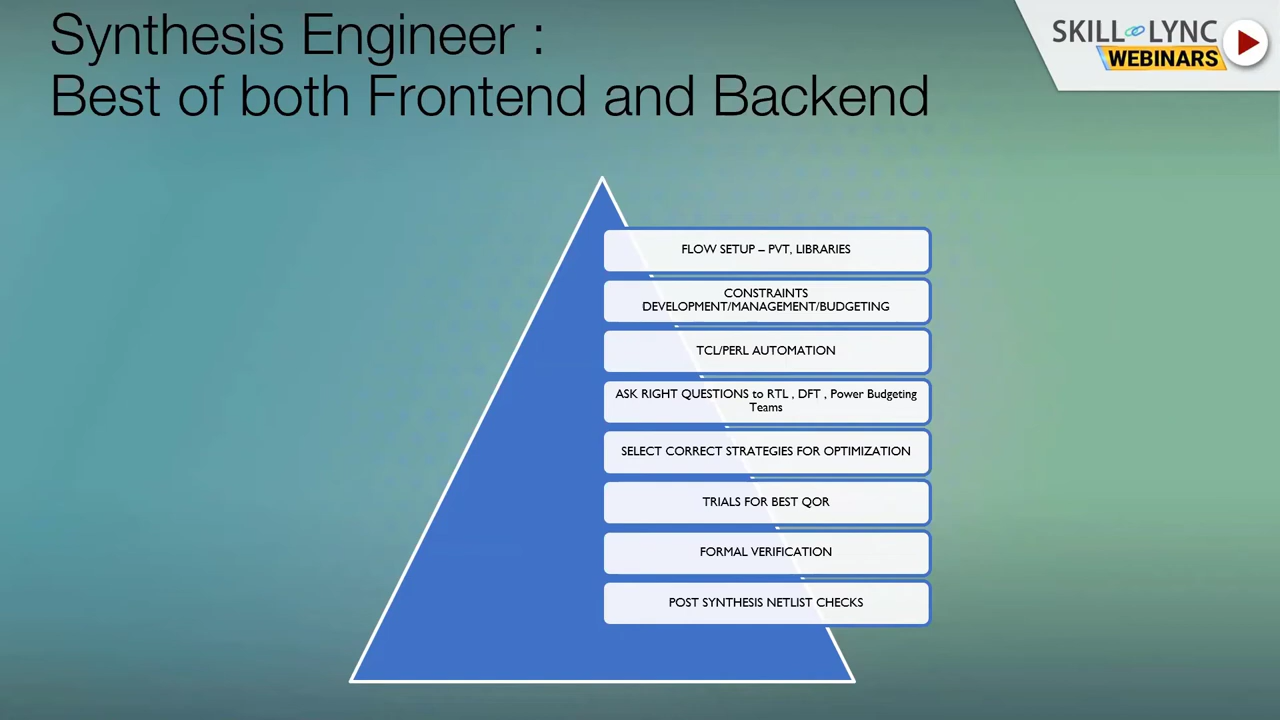 Synthesis Engineer :
Best of both Frontend and Backend
SKILL LYNC
WEBINARS
FLOW SETUP – PVT, LIBRARIES
CONSTRAINTS
DEVELOPMENT/MANAGEMENT/BUDGETING
TCL/PERL AUTOMATION
ASK RIGHT QUESTIONS to RTL , DFT , Power Budgeting
Teams
SELECT CORRECT STRATEGIES FOR OPTIMIZATION
TRIALS FOR BEST QOR
FORMAL VERIFICATION
POST SYNTHESIS NETLIST CHECKS